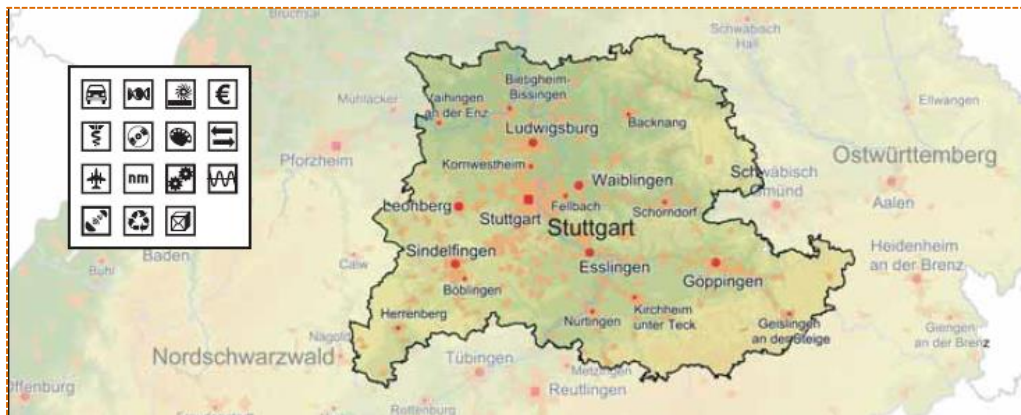 Bruchsal
Schwäbisch
Hall
Bietigheim-
Bissingen
Mühlacker
Vaihingen
an der Enz
Ellwangen
Backnang
Ludwigsburg
Pforzheim
Kornwestheim
Ostwürttemberg
Waiblingen
Schwäbisch
Gmünd
Leonberg
Fellbach
Schorndorf
Aalen
Stuttgart
Stuttgart
€
nm
Sindelfingen
Esslingen
Heidenheim
an der Brenz
Baden
Calw
Bühl
Göppingen
Böblingen
Herrenberg
Nürtingen
Kirchheim
unter Teck
Geislingen
an der Steige
Giengen
an der Brenz
Nagold
Nordschwarzwald
Tübingen
Metzingen
Reutlingen
Offenburg
Rottenburg
Freudenstadt